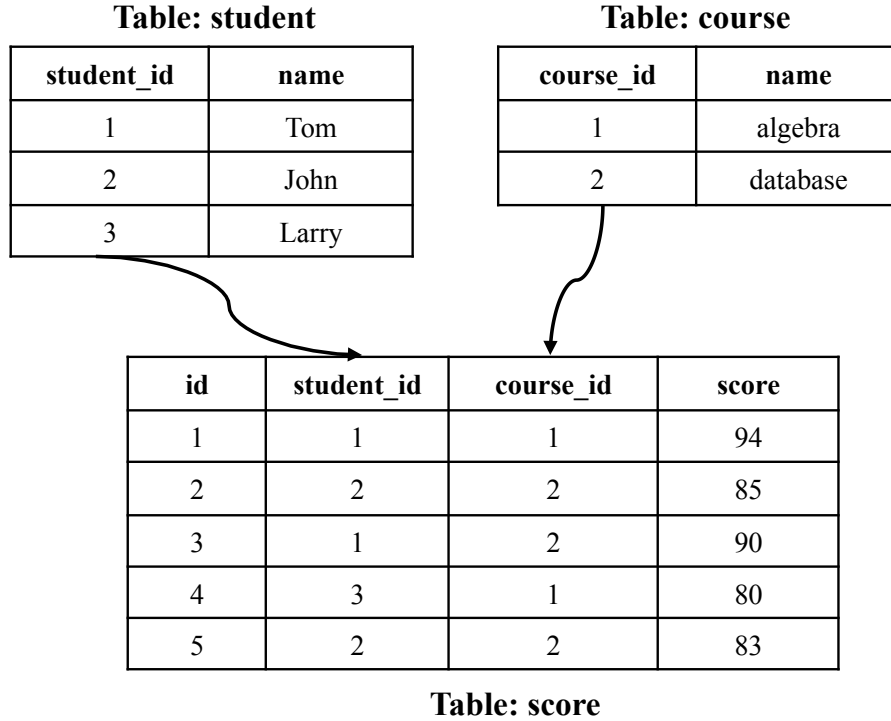 Table: student
student_id name
1 Tom
2 John
3 Larry
Table: course
course_id name
1 algebra
2 database
id student_id course_id score
1 1 1 94
2 2 2 85
3 1 2 90
4 3 1 80
5 2 2 83
Table: score